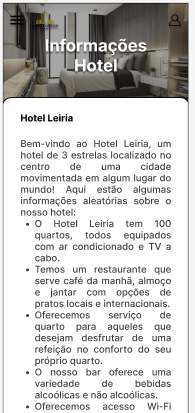 Informações
Hotel
Hotel Leiria
Bem-vindo ao Hotel Leiria, um
hotel de 3 estrelas localizado no
centro de uma cidade
movimentada em algum lugar do
mundo! Aqui estão algumas
informações aleatórias sobre o
nosso hotel:
• O Hotel Leiria tem 100
quartos, todos equipados
com ar condicionado e TV a
cabo.
• Temos um restaurante que
serve café da manhã, almoço
e jantar com opções de
pratos locais e internacionais.
• Oferecemos serviço de
quarto para aqueles que
desejam desfrutar de uma
refeição no conforto do seu
próprio quarto.
• O nosso bar oferece uma
variedade de bebidas
alcoólicas e não alcoólicas.
• Oferecemos acesso Wi-Fi